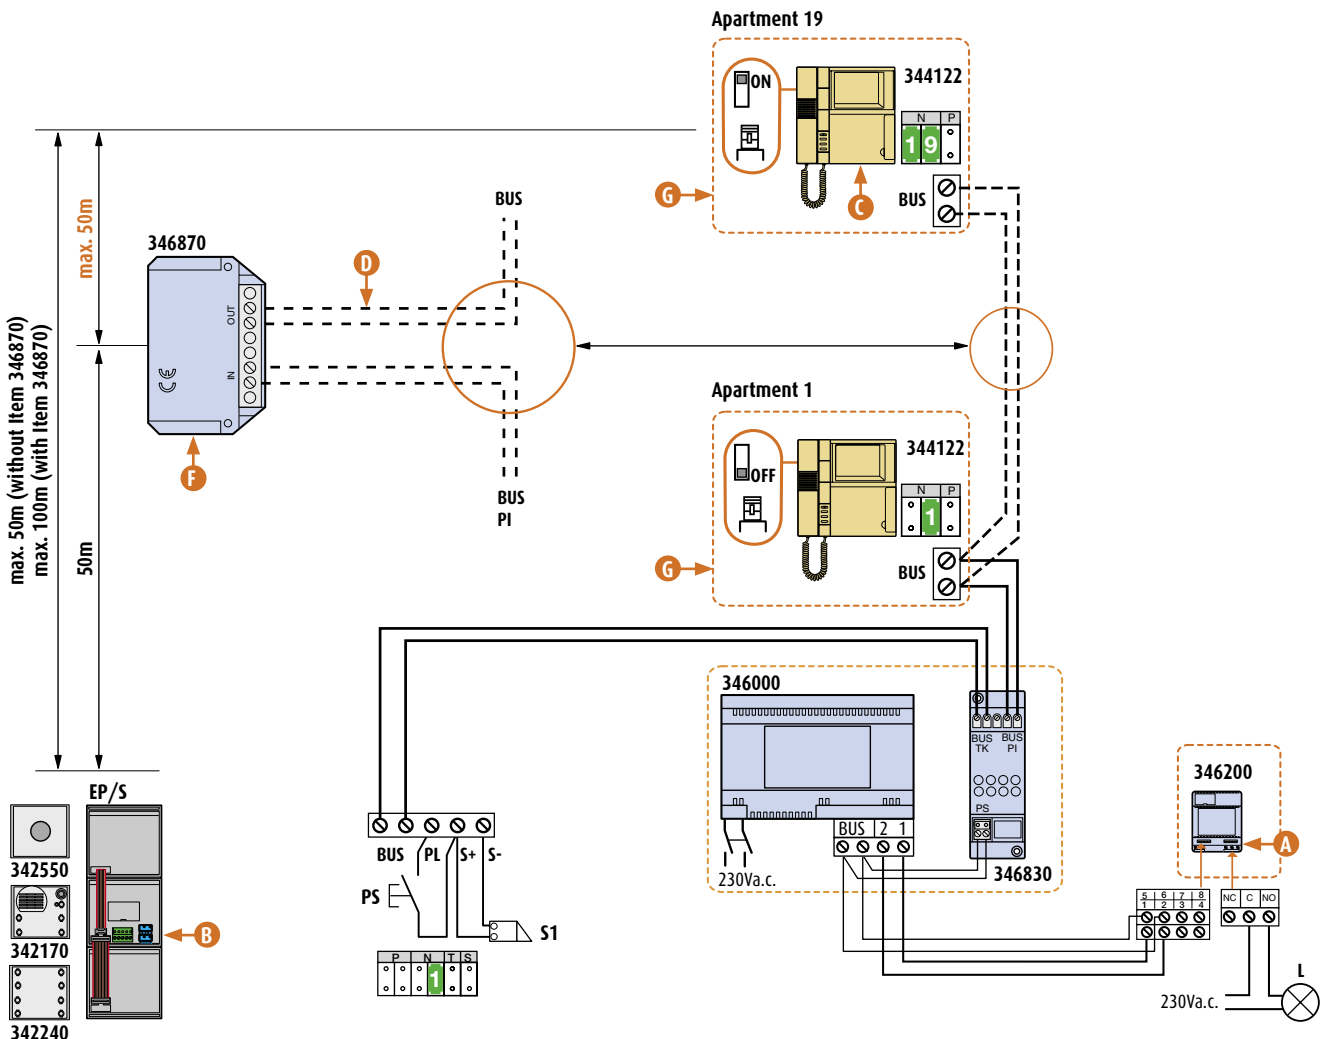 Apartment 19
ON
344122
N P
1 9
G
C
BUS
max. 50m
346870
OUT
IN
CE
F
D
BUS
BUS
PI
max. 50m (without Item 346870)
max. 100m (with Item 346870)
50m
Apartment 1
OFF
344122
N P
1
G
BUS
346000
BUS BUS
TK PI
PS
346830
BUS 2 1
230Va.c.
346200
A
5 6 7 8
1 2 3 4
NC C NO
L
230Va.c.
EP/S
342550
342170
342240
B
BUS PL S+ S-
PS
S1
P N T S
1